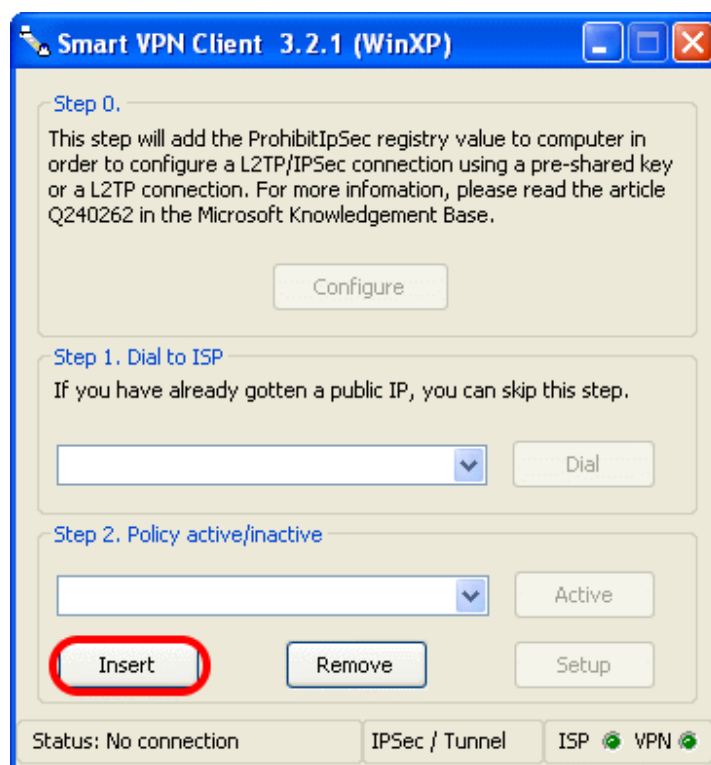 Smart VPN Client 3.2.1 (WinXP)
Step 0.
This step will add the ProhibitIpSec registry value to computer in
order to configure a L2TP/IPSec connection using a pre-shared key
or a L2TP connection. For more infomation, please read the article
Q240262 in the Microsoft Knowledgement Base.
Configure
Step 1. Dial to ISP
If you have already gotten a public IP, you can skip this step.
Dial
Step 2. Policy active/inactive
Active
Insert Remove Setup
Status: No connection IPSec / Tunnel ISP VPN